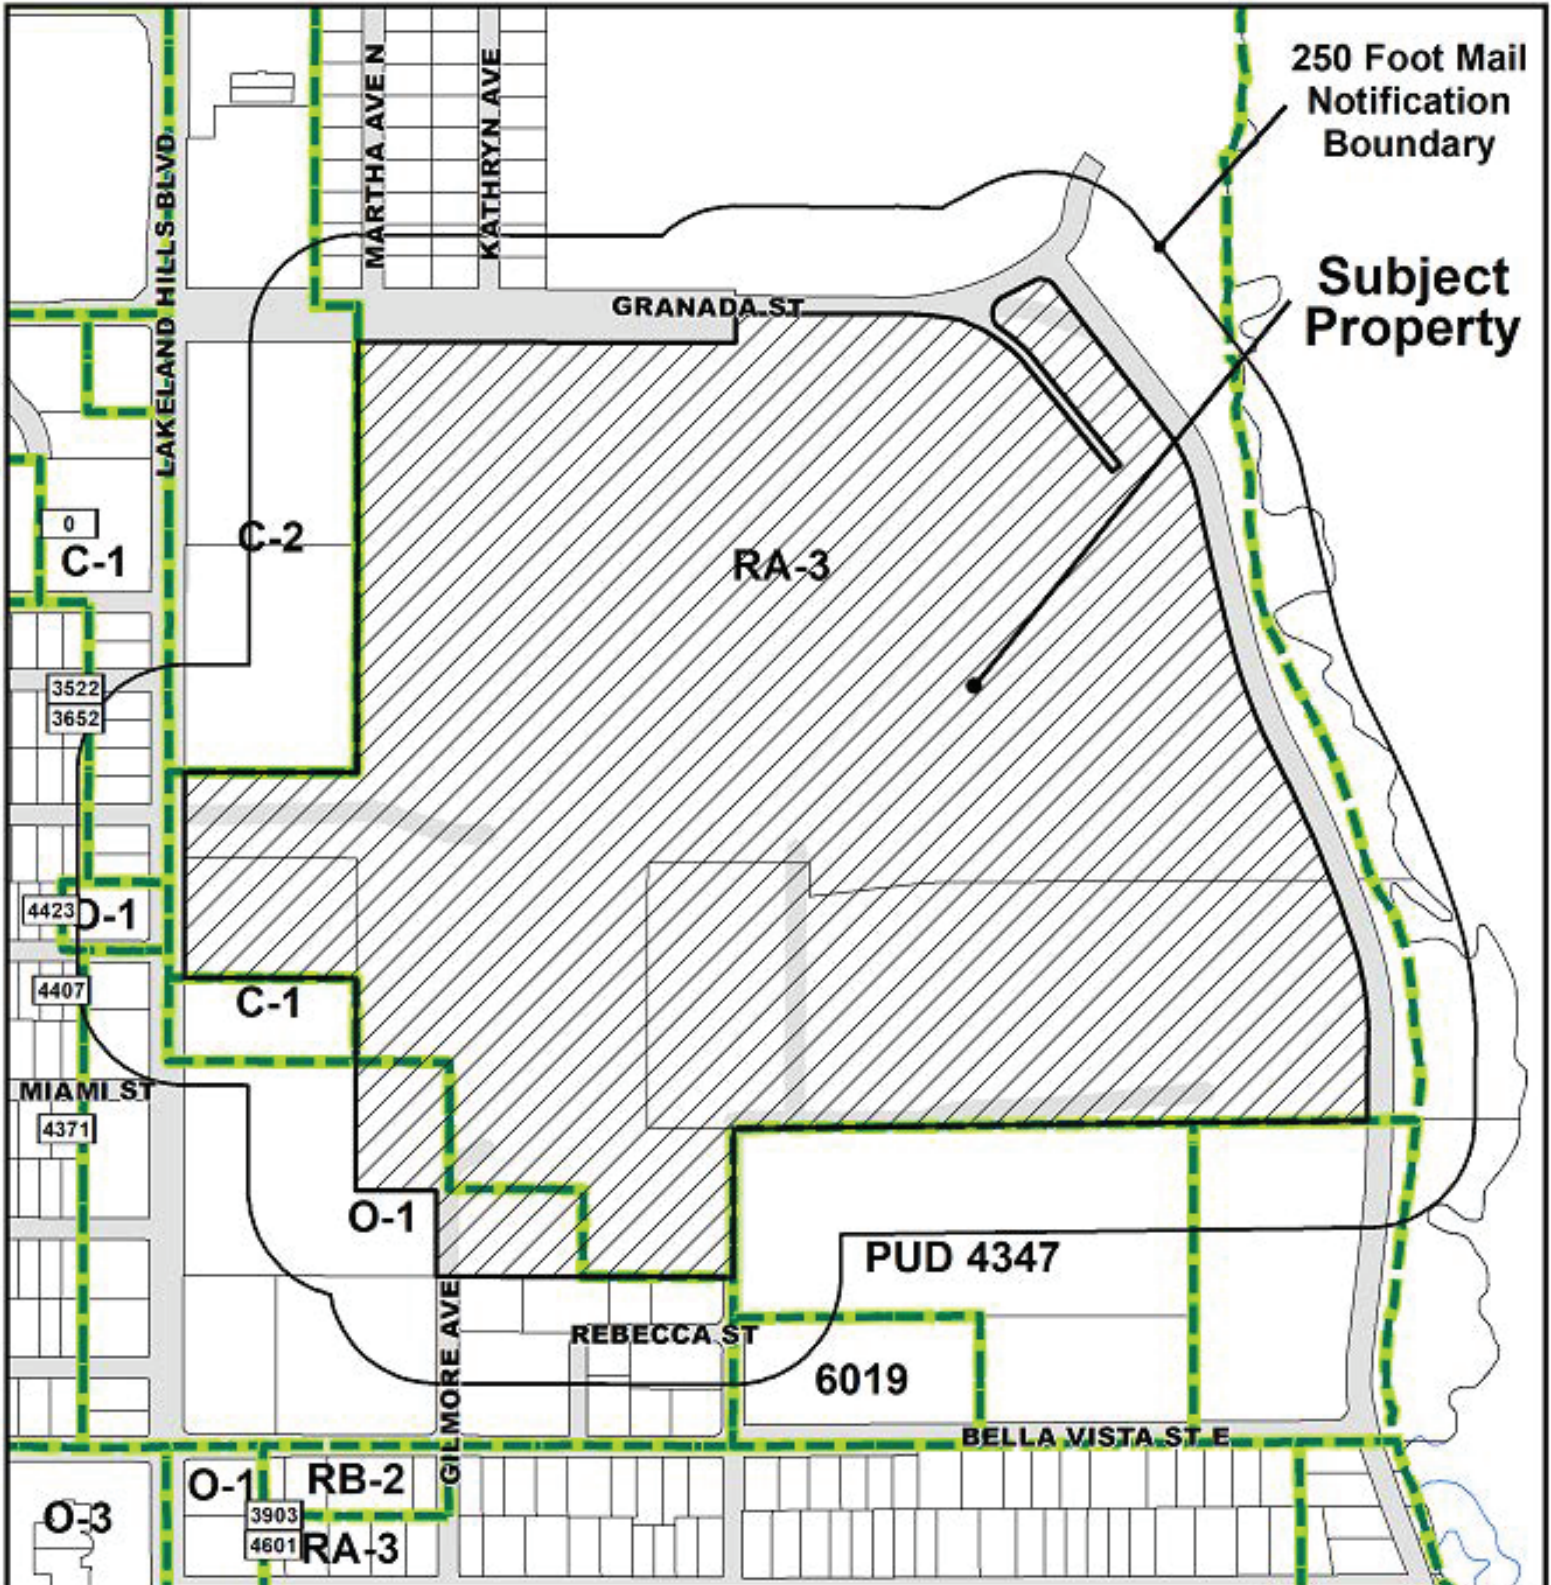 250 Foot Mail
Notification
Boundary
MARTHA AVE N
KATHRYN AVE
LAKELAND HILLS BLVD
Subject
Property
GRANADA ST
0
C-1
C-2
RA-3
3522
3652
4423
O-1
4407
C-1
MIAMI ST
4371
O-1
PUD 4347
GILMORE AVE
REBECCA ST
6019
BELLA VISTA ST E
O-1
RB-2
3903
O-3
4601
RA-3